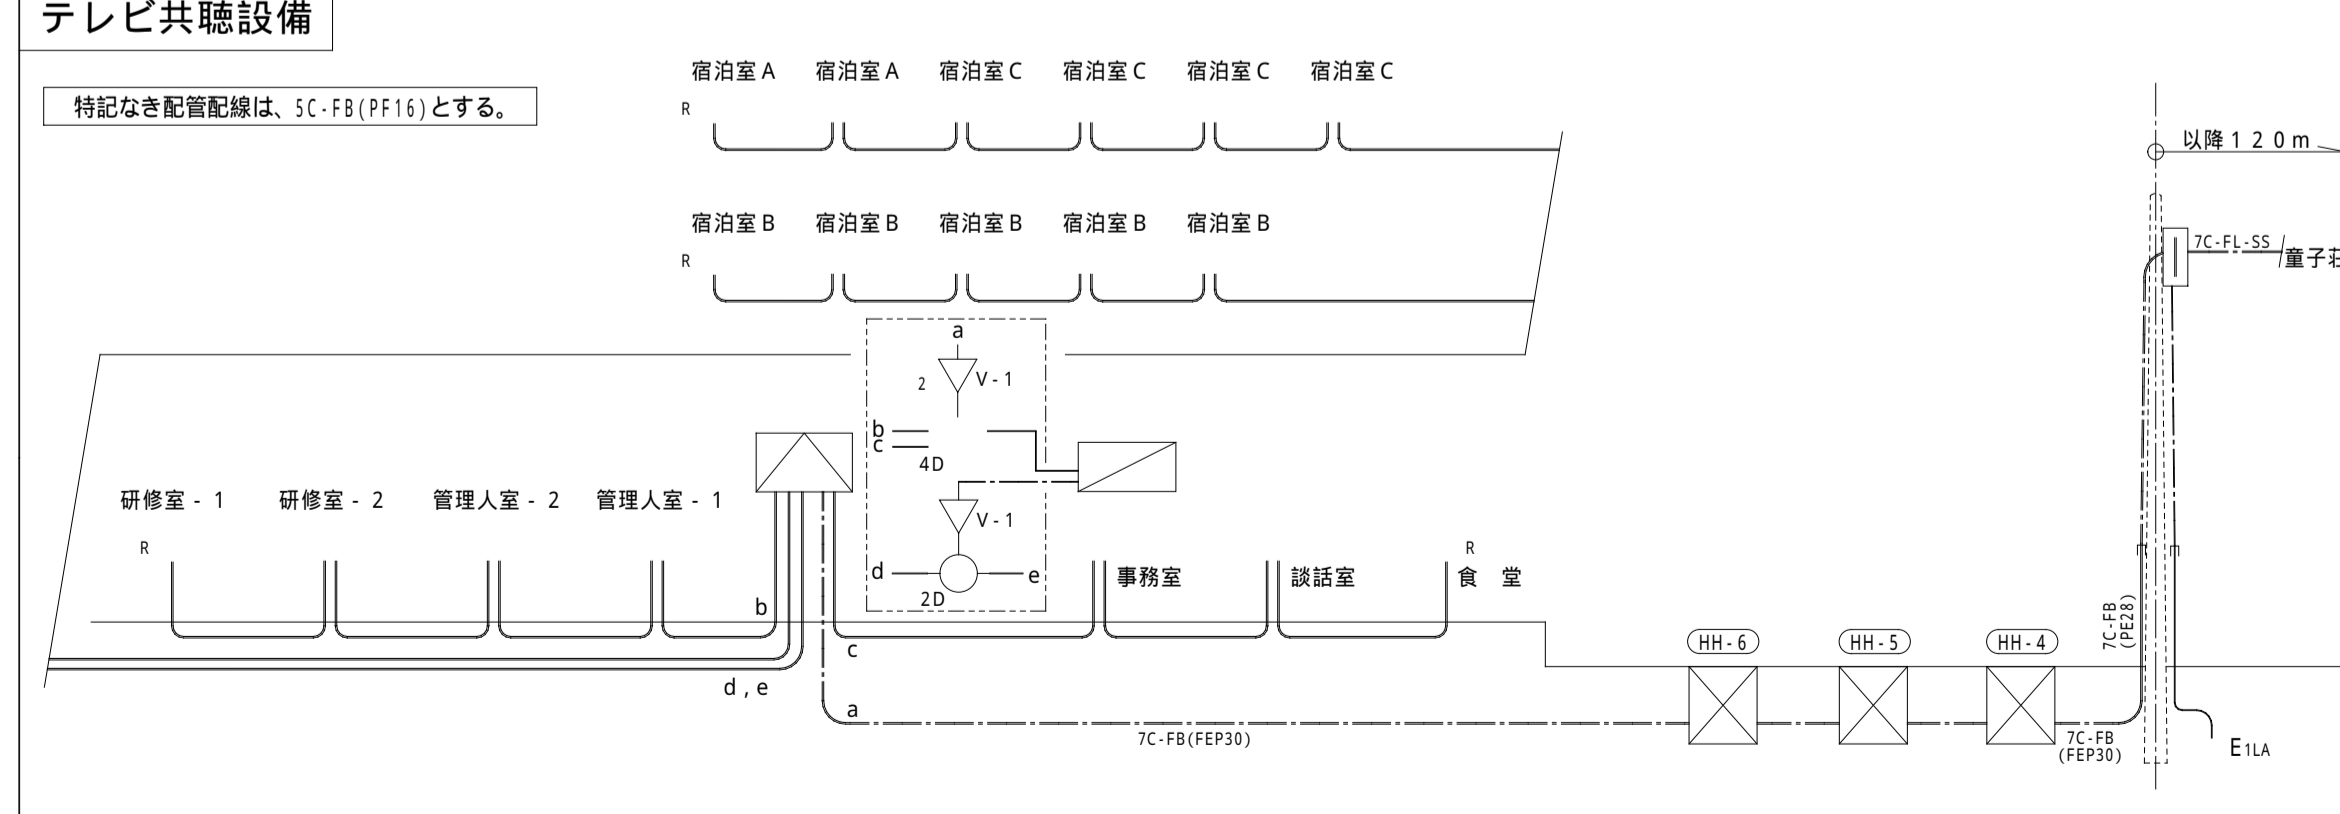 テレビ共聴設備
特記なき配管配線は、5C-FB(PF16)とする。
宿泊室A 宿泊室A 宿泊室C 宿泊室C 宿泊室C 宿泊室C
R
以降120m
宿泊室B 宿泊室B 宿泊室B 宿泊室B 宿泊室B
R
7C-FL-SS
童子荘
a
2 V-1
b
c
4D
研修室-1 研修室-2 管理人室-2 管理人室-1
V-1
R
R
d e
2D
事務室 談話室 食 堂
b
7C-FB
(PE28)
HH-6 HH-5 HH-4
c
d,e
a
7C-FB(FEP30)
7C-FB
(FEP30)
E1LA